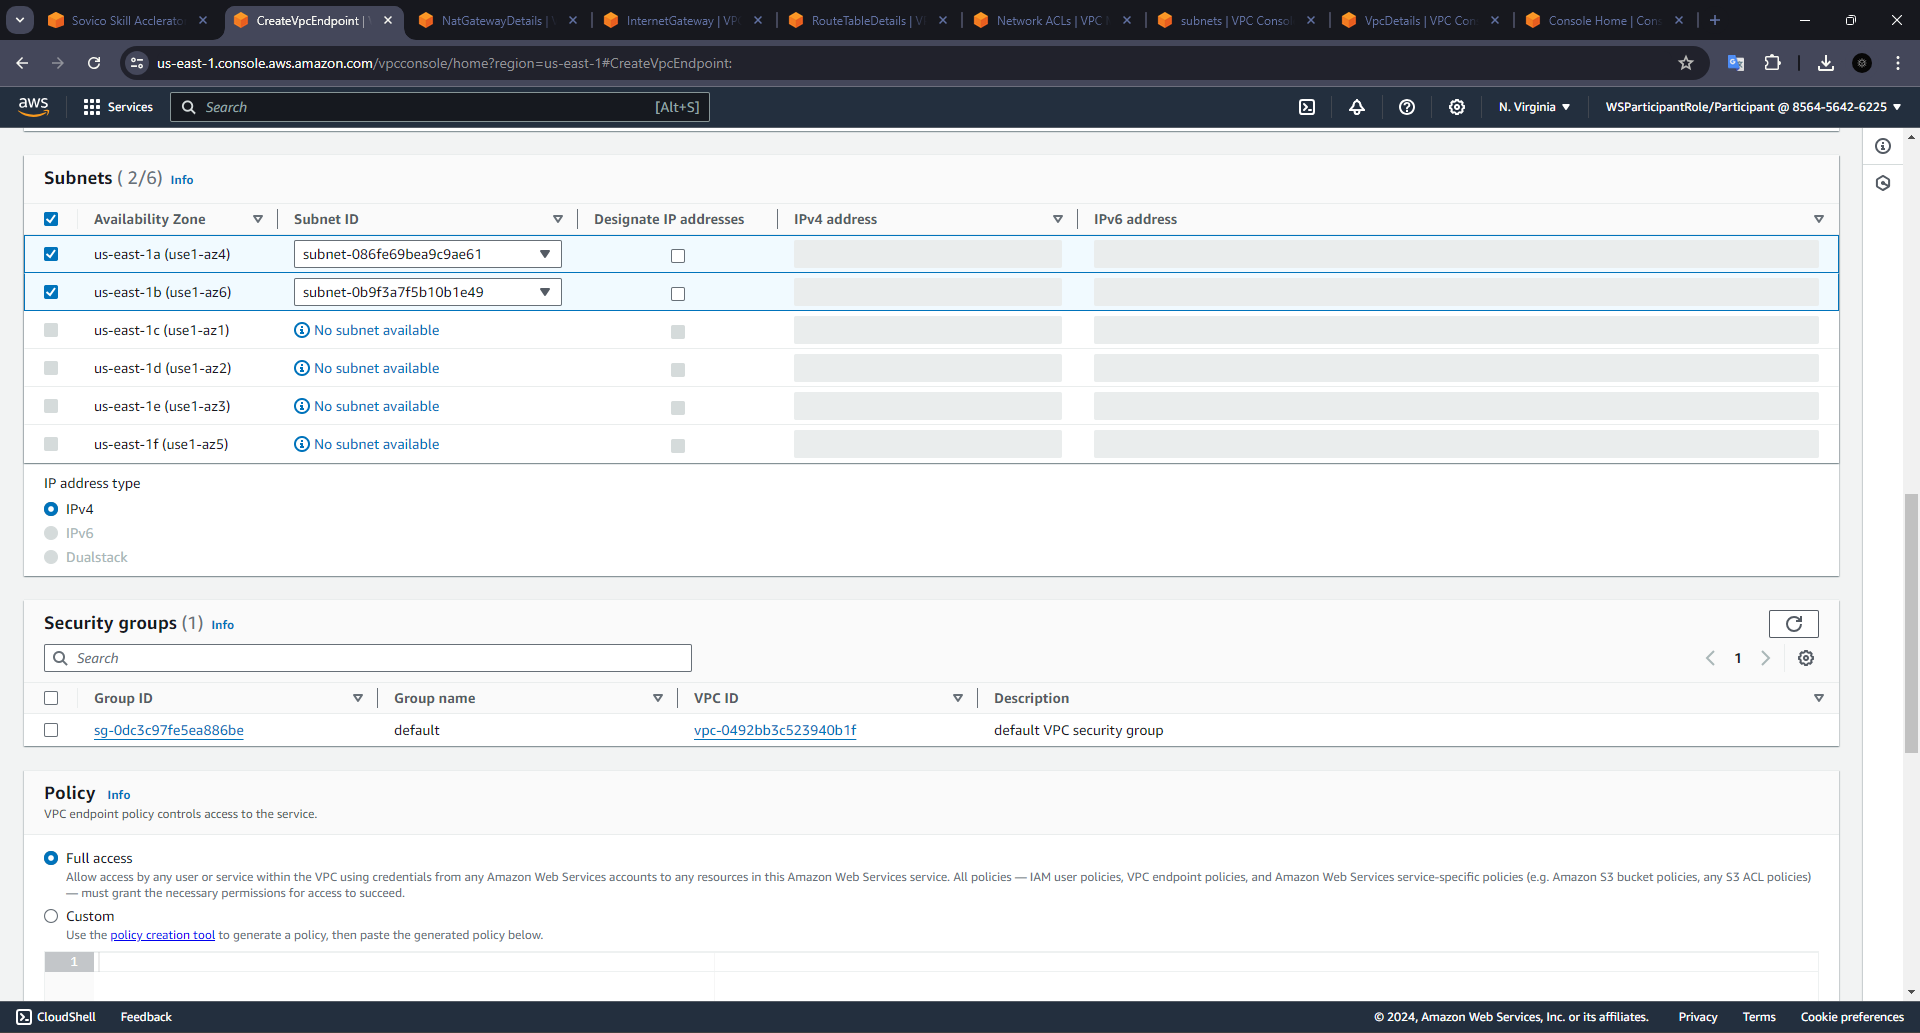 Sovico Skill Acclerato
CreateVpcEndpoint |
NatGatewayDetails |
InternetGateway | VP
RouteTableDetails | V
Network ACLs | VPC
subnets | VPC Conso
VpcDetails | VPC Con
Console Home | Con
us-east-1.console.aws.amazon.com/vpcconsole/home?region=us-east-1#CreateVpcEndpoint:
aws
Services
Search
[Alt+S]
N. Virginia
WSParticipantRole/Participant @ 8564-5642-6225
Subnets ( 2/6) Info
Availability Zone
Subnet ID
Designate IP addresses
IPv4 address
IPv6 address
us-east-1a (use1-az4)
subnet-086fe69bea9c9ae61
us-east-1b (use1-az6)
subnet-0b9f3a7f5b10b1e49
us-east-1c (use1-az1)
No subnet available
us-east-1d (use1-az2)
No subnet available
us-east-1e (use1-az3)
No subnet available
us-east-1f (use1-az5)
No subnet available
IP address type
IPv4
IPv6
Dualstack
Security groups (1) Info
Search
1
Group ID
Group name
VPC ID
Description
sg-0dc3c97fe5ea886be
default
vpc-0492bb3c523940b1f
default VPC security group
Policy Info
VPC endpoint policy controls access to the service.
Full access
Allow access by any user or service within the VPC using credentials from any Amazon Web Services accounts to any resources in this Amazon Web Services service. All policies — IAM user policies, VPC endpoint policies, and Amazon Web Services service-specific policies (e.g. Amazon S3 bucket policies, any S3 ACL policies)
— must grant the necessary permissions for access to succeed.
Custom
Use the policy creation tool to generate a policy, then paste the generated policy below.
1
CloudShell
Feedback
© 2024, Amazon Web Services, Inc. or its affiliates.
Privacy
Terms
Cookie preferences